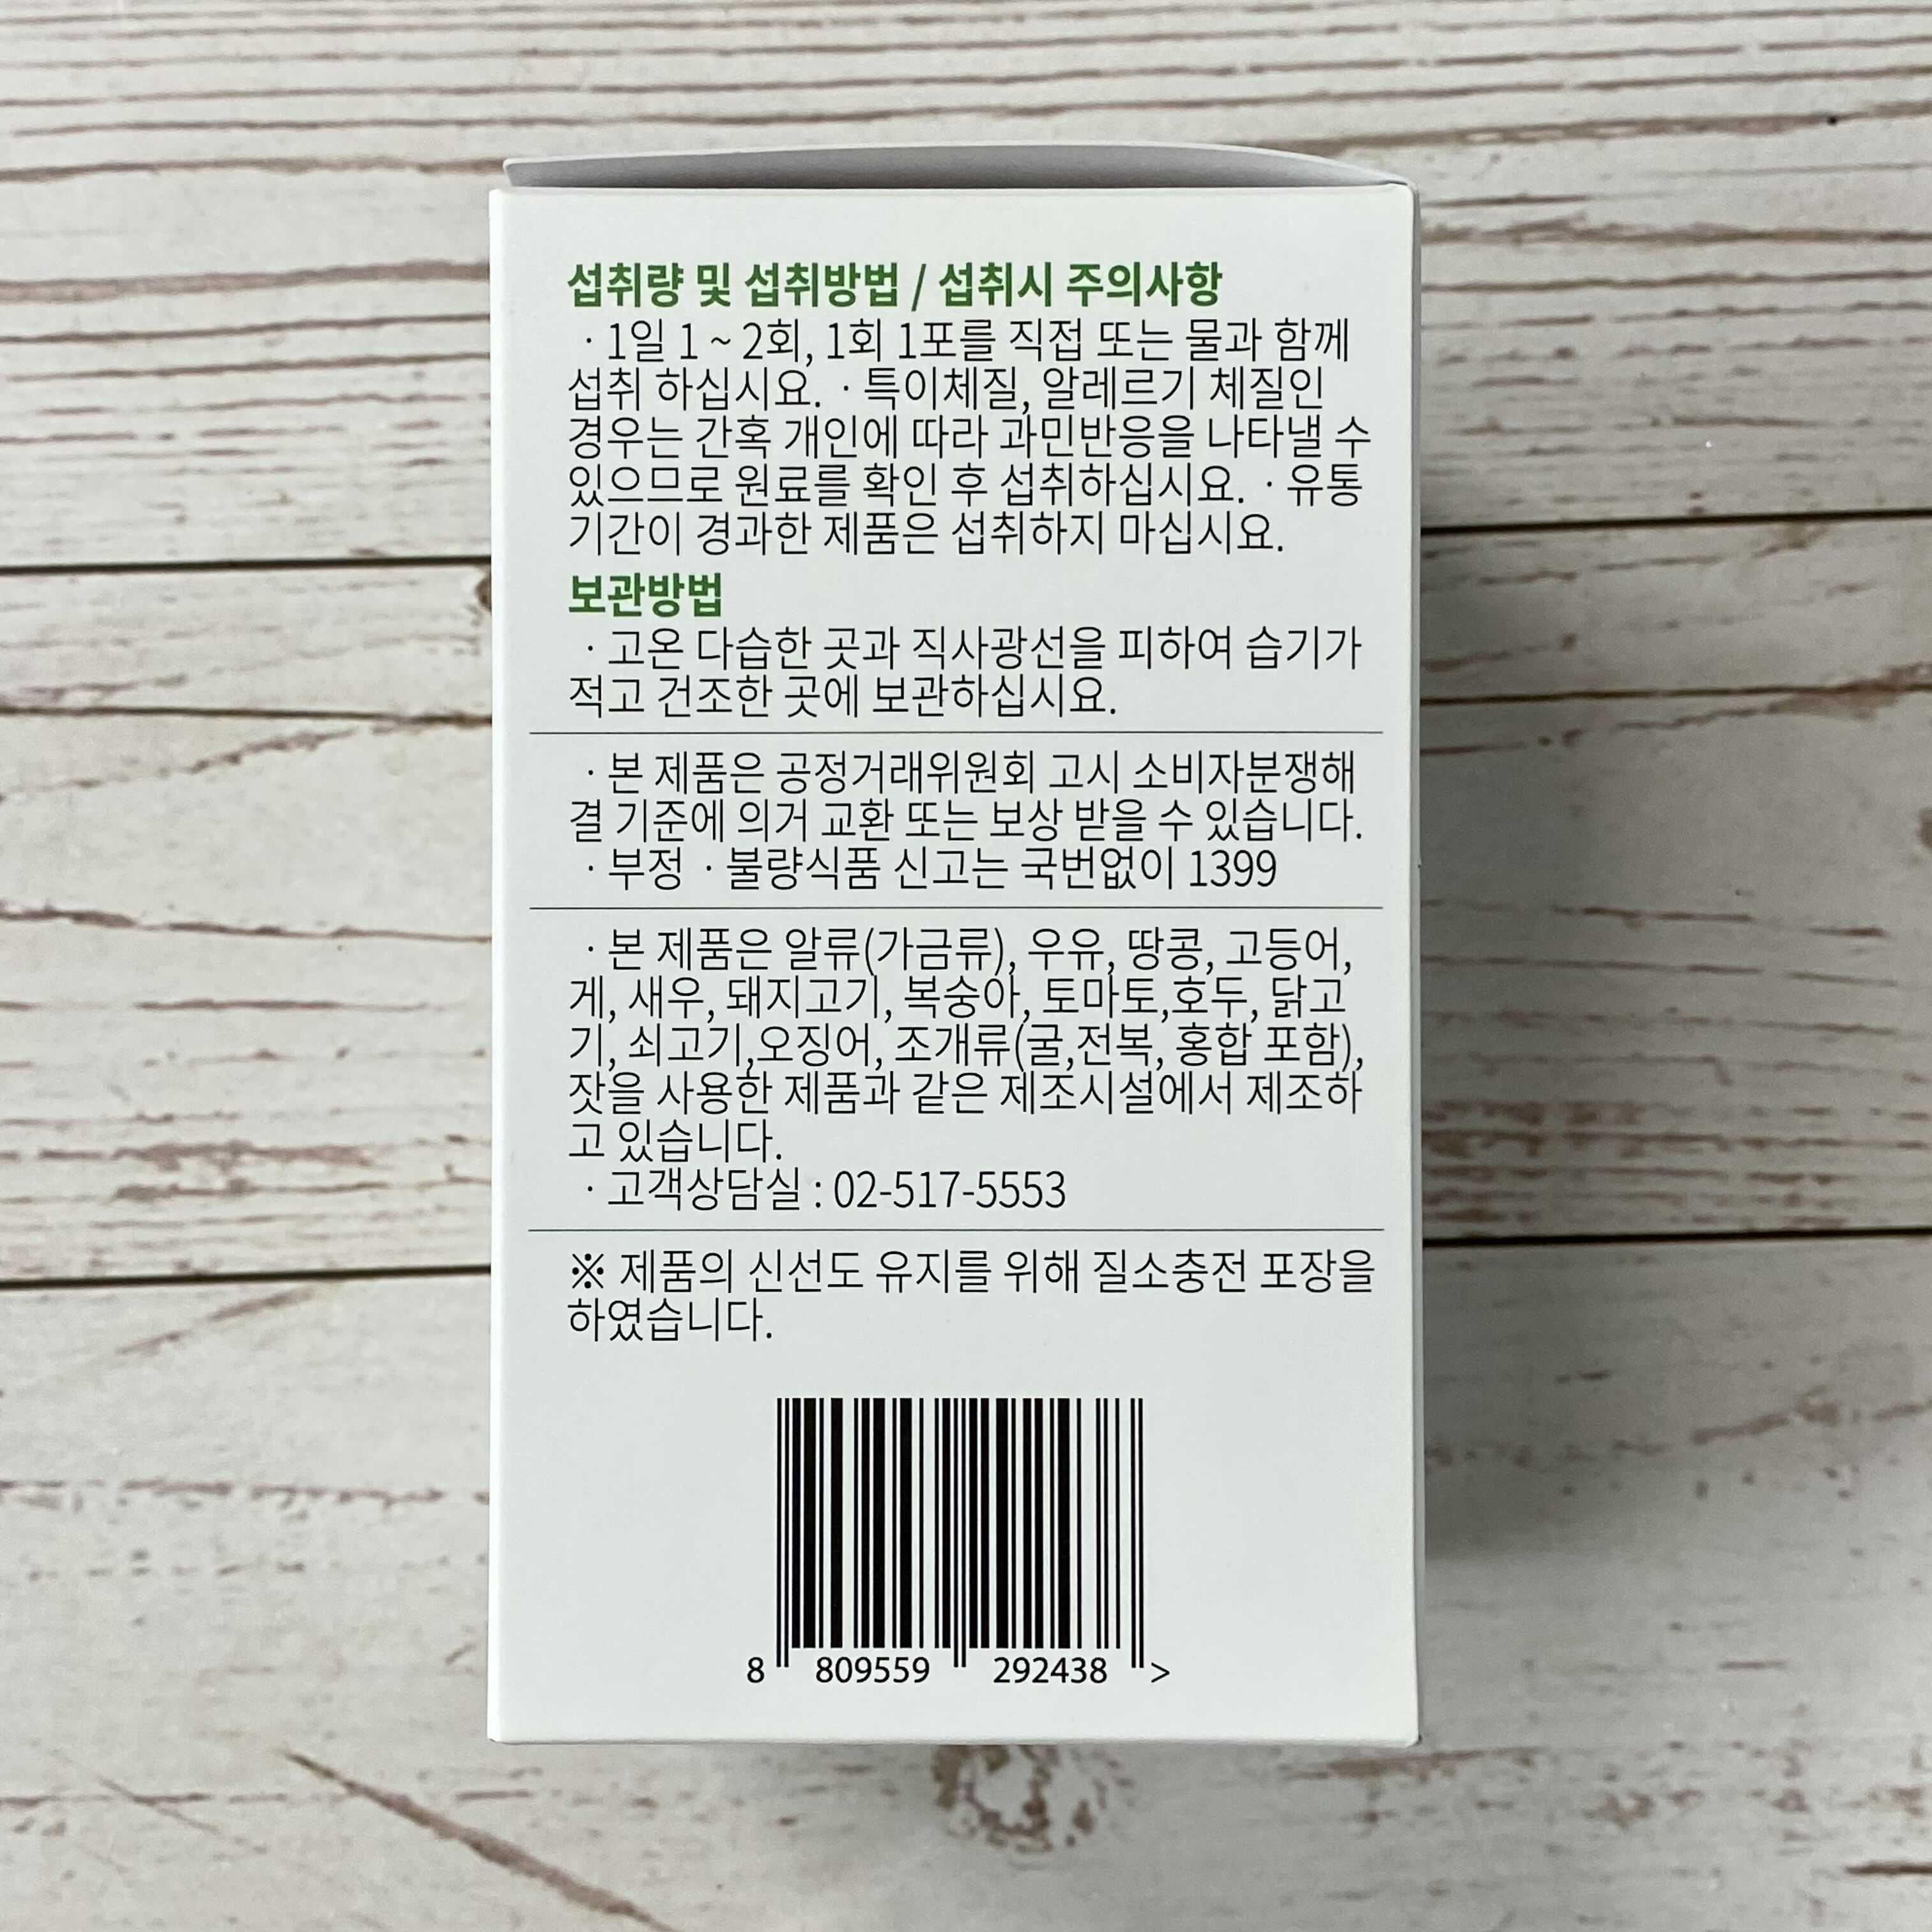 섭취량 및 섭취방법 / 섭취시 주의사항
· 1일 1 ~ 2회, 1회 1포를 직접 또는 물과 함께
섭취 하십시요. · 특이체질, 알레르기 체질인
경우는 간혹 개인에 따라 과민반응을 나타낼 수
있으므로 원료를 확인 후 섭취하십시요. · 유통
기간이 경과한 제품은 섭취하지 마십시요.
보관방법
· 고온 다습한 곳과 직사광선을 피하여 습기가
적고 건조한 곳에 보관하십시요.
· 본 제품은 공정거래위원회 고시 소비자분쟁해
결 기준에 의거 교환 또는 보상 받을 수 있습니다.
· 부정 · 불량식품 신고는 국번없이 1399
· 본 제품은 알류(가금류), 우유, 땅콩, 고등어,
게, 새우, 돼지고기, 복숭아, 토마토,호두, 닭고
기, 쇠고기,오징어, 조개류(굴,전복, 홍합 포함),
잣을 사용한 제품과 같은 제조시설에서 제조하
고 있습니다.
· 고객상담실 : 02-517-5553
※ 제품의 신선도 유지를 위해 질소충전 포장을
하였습니다.
8 809559 292438 >